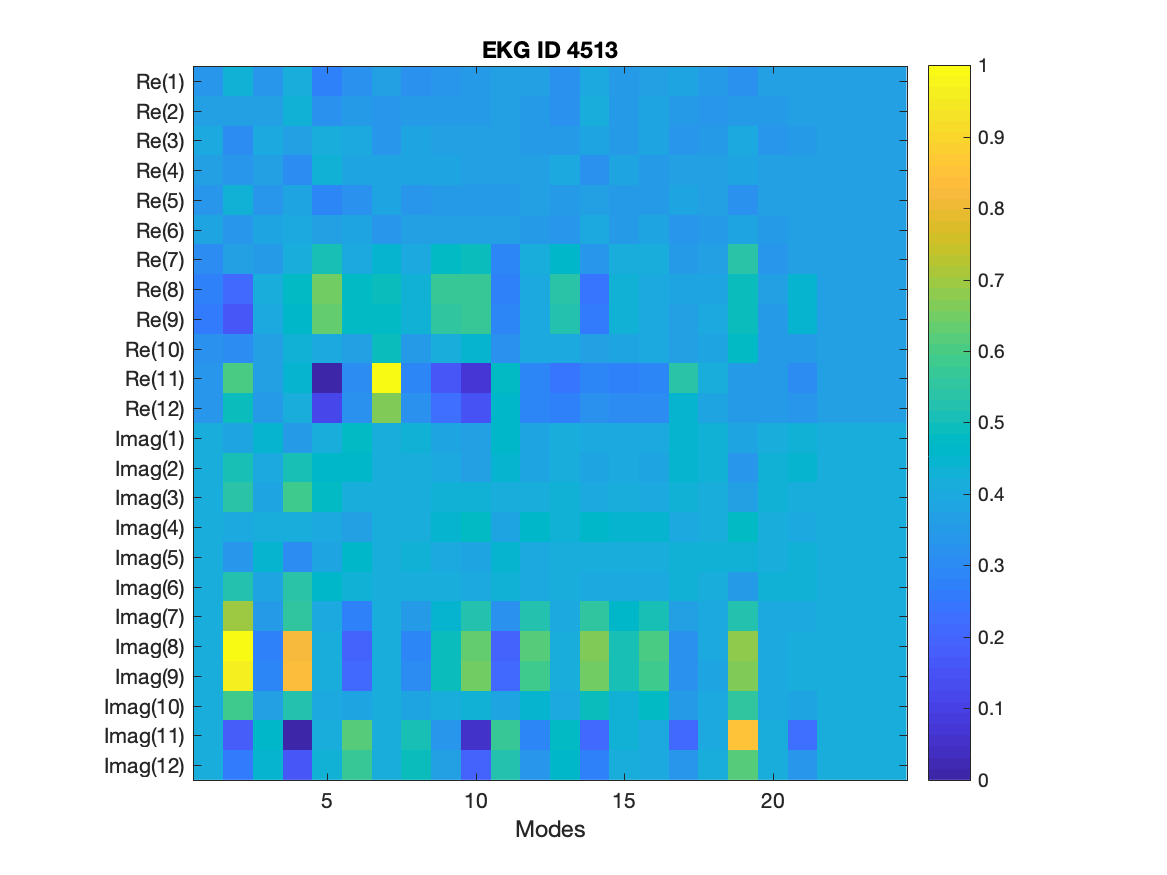 EKG ID 4513
Re(1)
Re(2)
Re(3)
Re(4)
Re(5)
Re(6)
Re(7)
Re(8)
Re(9)
Re(10)
Re(11)
Re(12)
Imag(1)
Imag(2)
Imag(3)
Imag(4)
Imag(5)
Imag(6)
Imag(7)
Imag(8)
Imag(9)
Imag(10)
Imag(11)
Imag(12)
5 10 15 20
Modes
1
0.9
0.8
0.7
0.6
0.5
0.4
0.3
0.2
0.1
0